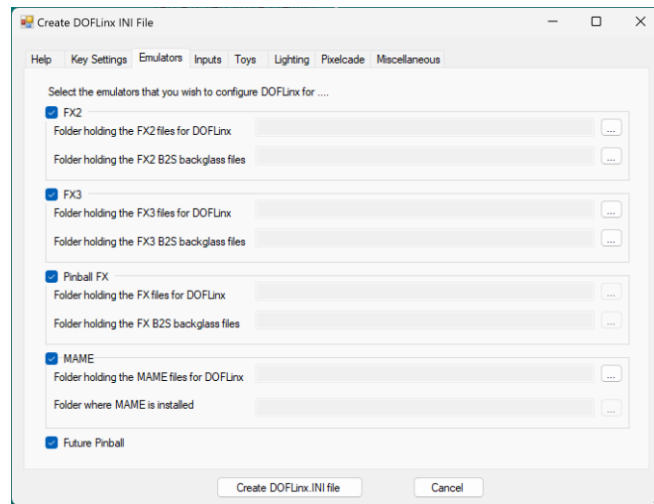 Create DOFLinx INI File
Help Key Settings Emulators Inputs Toys Lighting Pixelcade Miscellaneous
Select the emulators that you wish to configure DOFLinx for ....
FX2
Folder holding the FX2 files for DOFLinx ...
Folder holding the FX2 B2S backglass files ...
FX3
Folder holding the FX3 files for DOFLinx ...
Folder holding the FX3 B2S backglass files ...
Pinball FX
Folder holding the FX files for DOFLinx ...
Folder holding the FX B2S backglass files ...
MAME
Folder holding the MAME files for DOFLinx ...
Folder where MAME is installed ...
Future Pinball
Create DOFLinx.INI file Cancel